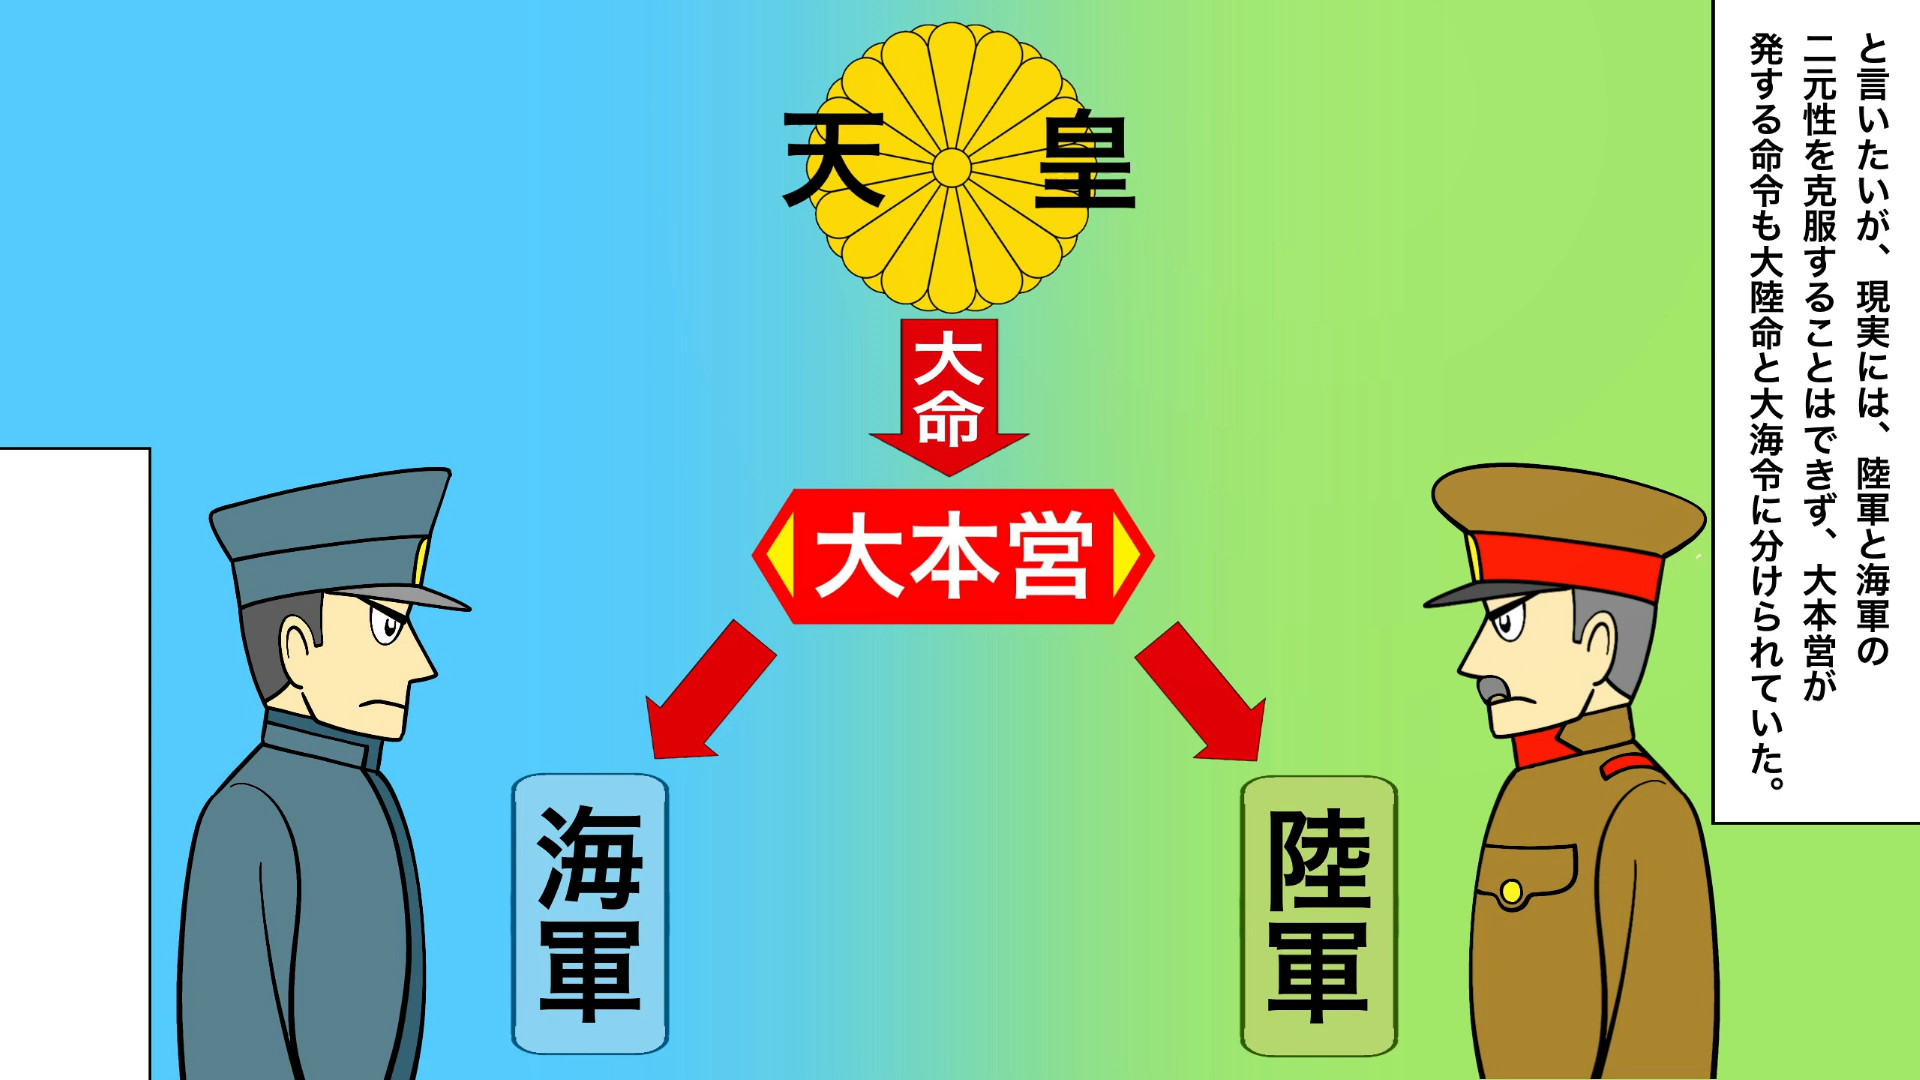 と言いたいが、現実には、陸軍と海軍の
二元性を克服することはできず、大本営が
発する命令も大陸命と大海令に分けられていた。
天皇
大命
大本営
海軍
陸軍